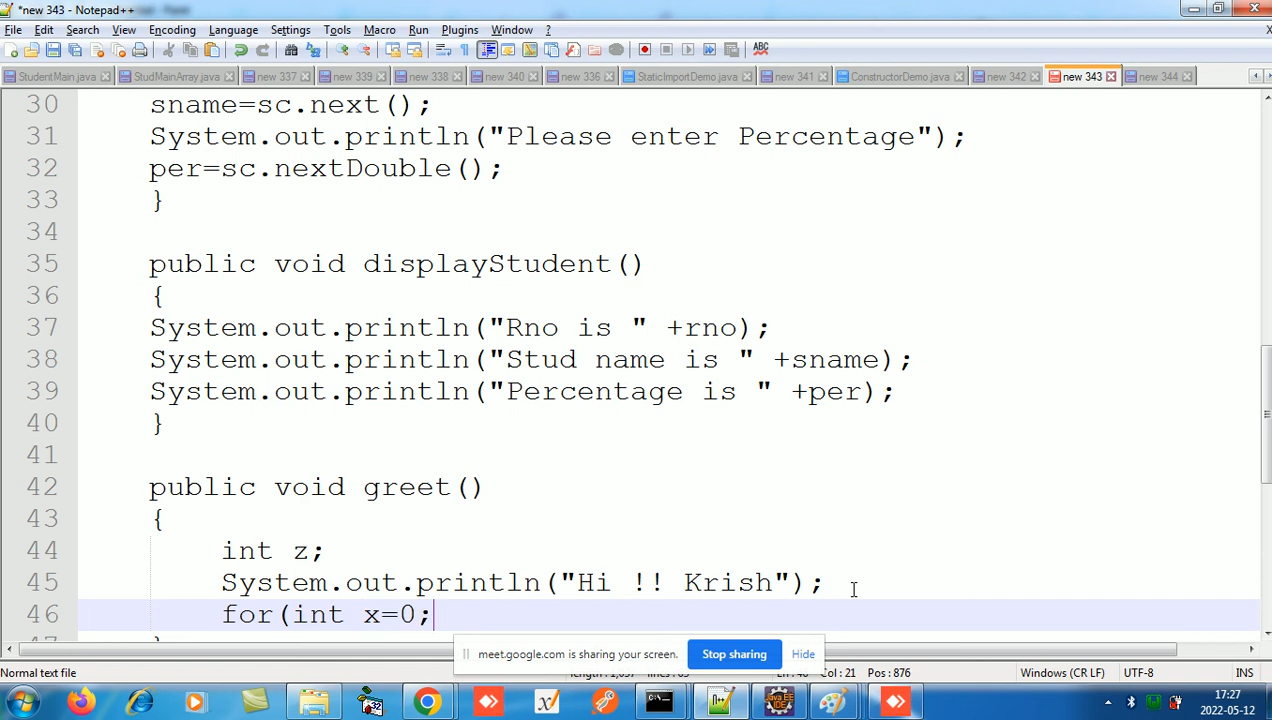 *new 343 - Notepad++
File Edit Search View Encoding Language Settings Tools Macro Run Plugins Window ?
StudentMain.java StudMainArray.java new 337 new 339 new 338 new 340 new 336 StaticImportDemo.java new 341 ConstructorDemo.java new 342 new 343 new 344
30 sname=sc.next();
31 System.out.println("Please enter Percentage");
32 per=sc.nextDouble();
33 }
34
35 public void displayStudent()
36 {
37 System.out.println("Rno is " +rno);
38 System.out.println("Stud name is " +sname);
39 System.out.println("Percentage is " +per);
40 }
41
42 public void greet()
43 {
44 int z;
45 System.out.println("Hi !! Krish");
46 for(int x=0;
meet.google.com is sharing your screen. Stop sharing Hide
Normal text file Col : 21 Pos : 876 Windows (CR LF) UTF-8 INS
17:27
2022-05-12